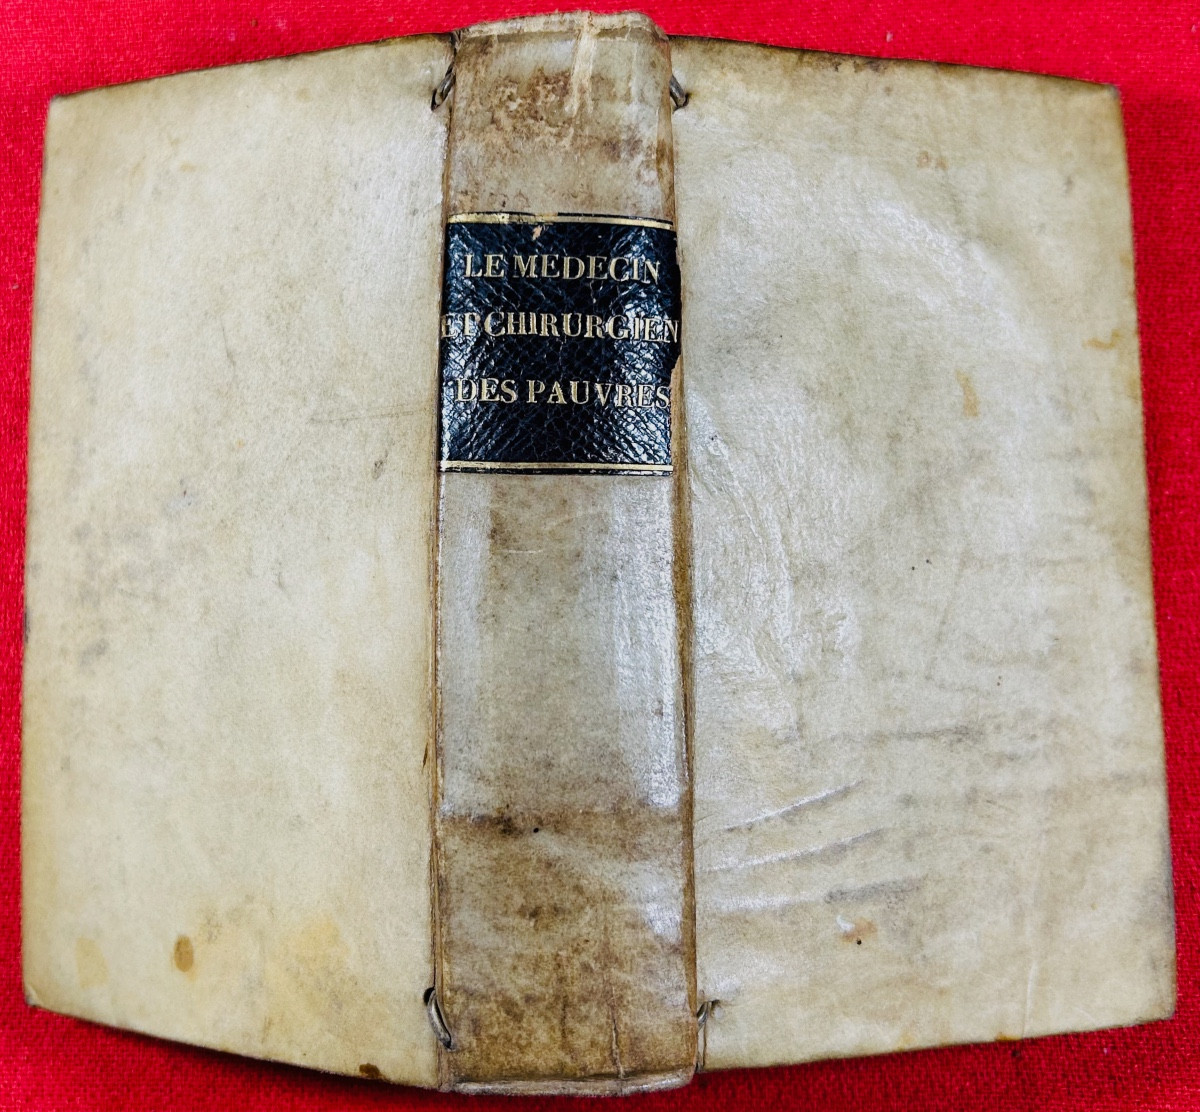 LE MEDECIN
ET CHIRURGIEN
DES PAUVRES